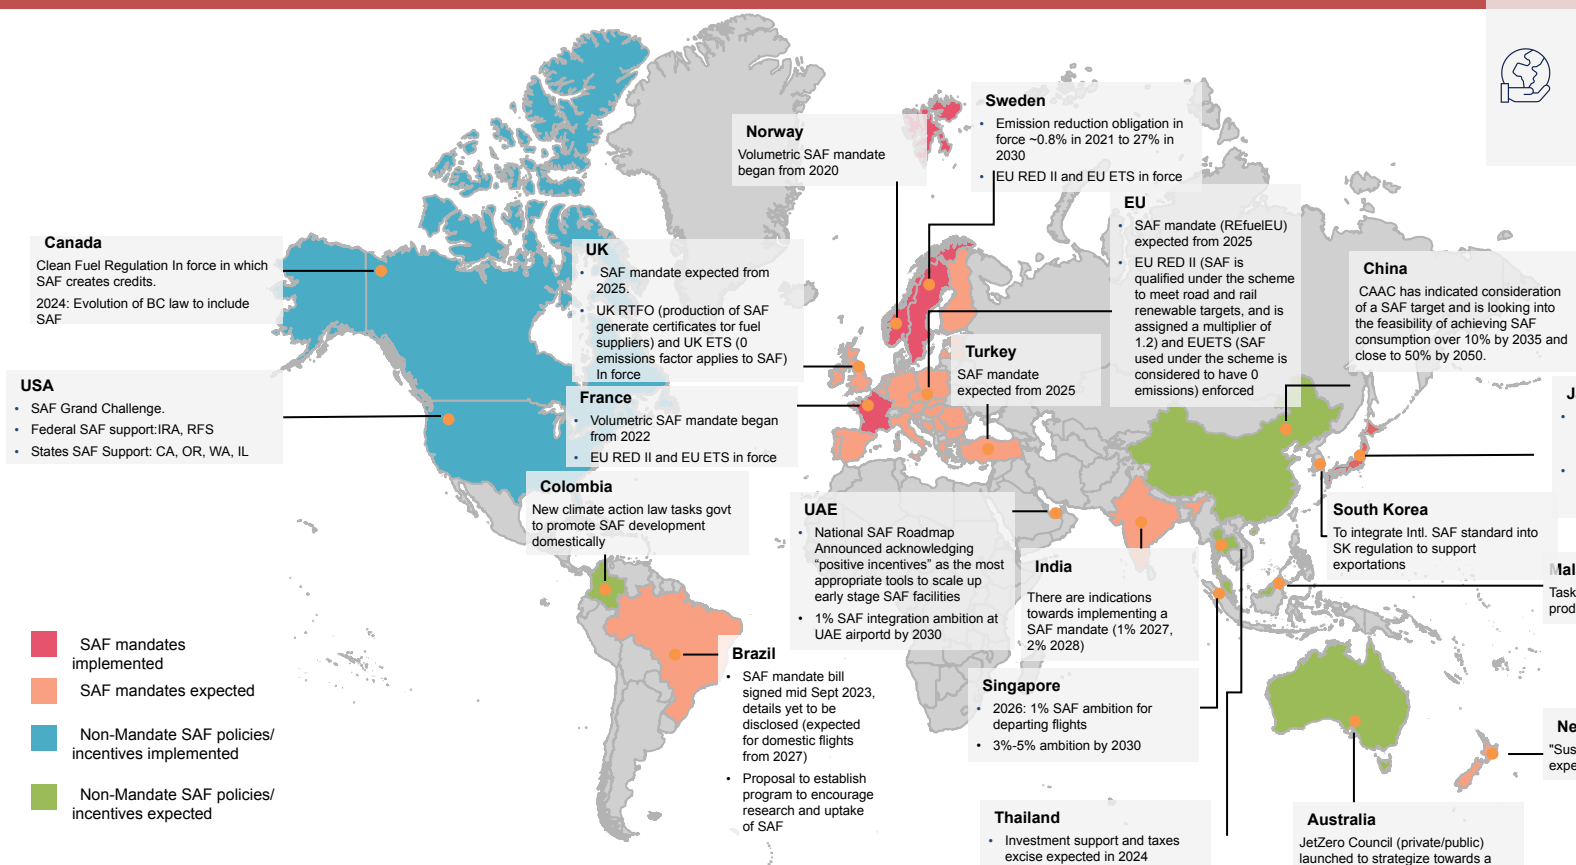 Sweden
• Emission reduction obligation in
force ~0.8% in 2021 to 27% in
2030
• EU RED II and EU ETS in force
Norway
Volumetric SAF mandate
began from 2020
EU
• SAF mandate (REfuelEU)
expected from 2025
• EU RED II (SAF is
qualified under the scheme
to meet road and rail
renewable targets, and is
assigned a multiplier of
1.2) and EUETS (SAF
used under the scheme is
considered to have 0
emissions) enforced
Canada
Clean Fuel Regulation In force in which
SAF creates credits.
2024: Evolution of BC law to include
SAF
UK
• SAF mandate expected from
2025.
• UK RTFO (production of SAF
generate certificates tor fuel
suppliers) and UK ETS (0
emissions factor applies to SAF)
In force
China
CAAC has indicated consideration
of a SAF target and is looking into
the feasibility of achieving SAF
consumption over 10% by 2035 and
close to 50% by 2050.
Turkey
SAF mandate
expected from 2025
USA
• SAF Grand Challenge.
• Federal SAF support:IRA, RFS
• States SAF Support: CA, OR, WA, IL
France
• Volumetric SAF mandate began
from 2022
• EU RED II and EU ETS in force
Colombia
New climate action law tasks govt
to promote SAF development
domestically
UAE
• National SAF Roadmap
Announced acknowledging
“positive incentives” as the most
appropriate tools to scale up
early stage SAF facilities
• 1% SAF integration ambition at
UAE airportd by 2030
South Korea
To integrate Intl. SAF standard into
SK regulation to support
exportations
India
There are indications
towards implementing a
SAF mandate (1% 2027,
2% 2028)
Task
SAF mandates
implemented
SAF mandates expected
Non-Mandate SAF policies/
incentives implemented
Non-Mandate SAF policies/
incentives expected
Brazil
• SAF mandate bill
signed mid Sept 2023,
details yet to be
disclosed (expected
for domestic flights
from 2027)
• Proposal to establish
program to encourage
research and uptake
of SAF
Singapore
• 2026: 1% SAF ambition for
departing flights
• 3%-5% ambition by 2030
Thailand
• Investment support and taxes
excise expected in 2024
Australia
JetZero Council (private/public)
launched to strategize towards a